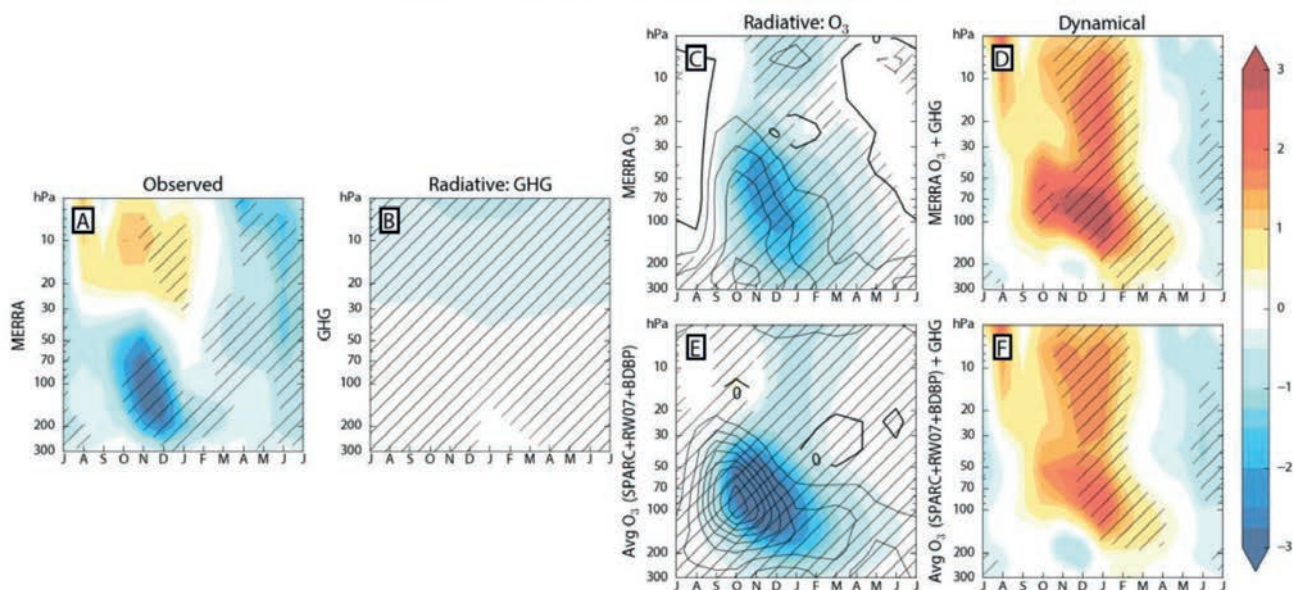 Radiative: O₃
Dynamical
hPa
10
20
30
50
70
100
200
300
J A S O N D J F M A M J J
MERRA O₃
C
0
0
hPa
10
20
30
50
70
100
200
300
J A S O N D J F M A M J J
MERRA O₃ + GHG
D
3
2
1
0
−1
−2
−3
Observed
Radiative: GHG
hPa
10
20
30
50
70
100
200
300
J A S O N D J F M A M J J
MERRA
A
hPa
10
20
30
50
70
100
200
300
J A S O N D J F M A M J J
GHG
B
hPa
10
20
30
50
70
100
200
300
J A S O N D J F M A M J J
Avg O₃ (SPARC+RW07+BDBP)
E
0
0
hPa
10
20
30
50
70
100
200
300
J A S O N D J F M A M J J
Avg O₃ (SPARC+RW07+BDBP) + GHG
F